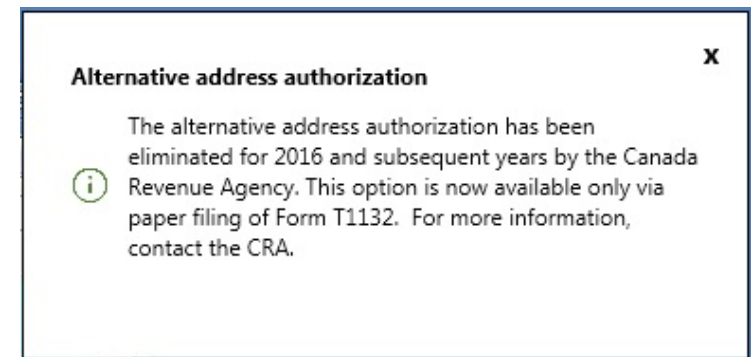 x
Alternative address authorization
The alternative address authorization has been
eliminated for 2016 and subsequent years by the Canada
Revenue Agency. This option is now available only via
paper filing of Form T1132.  For more information,
contact the CRA.